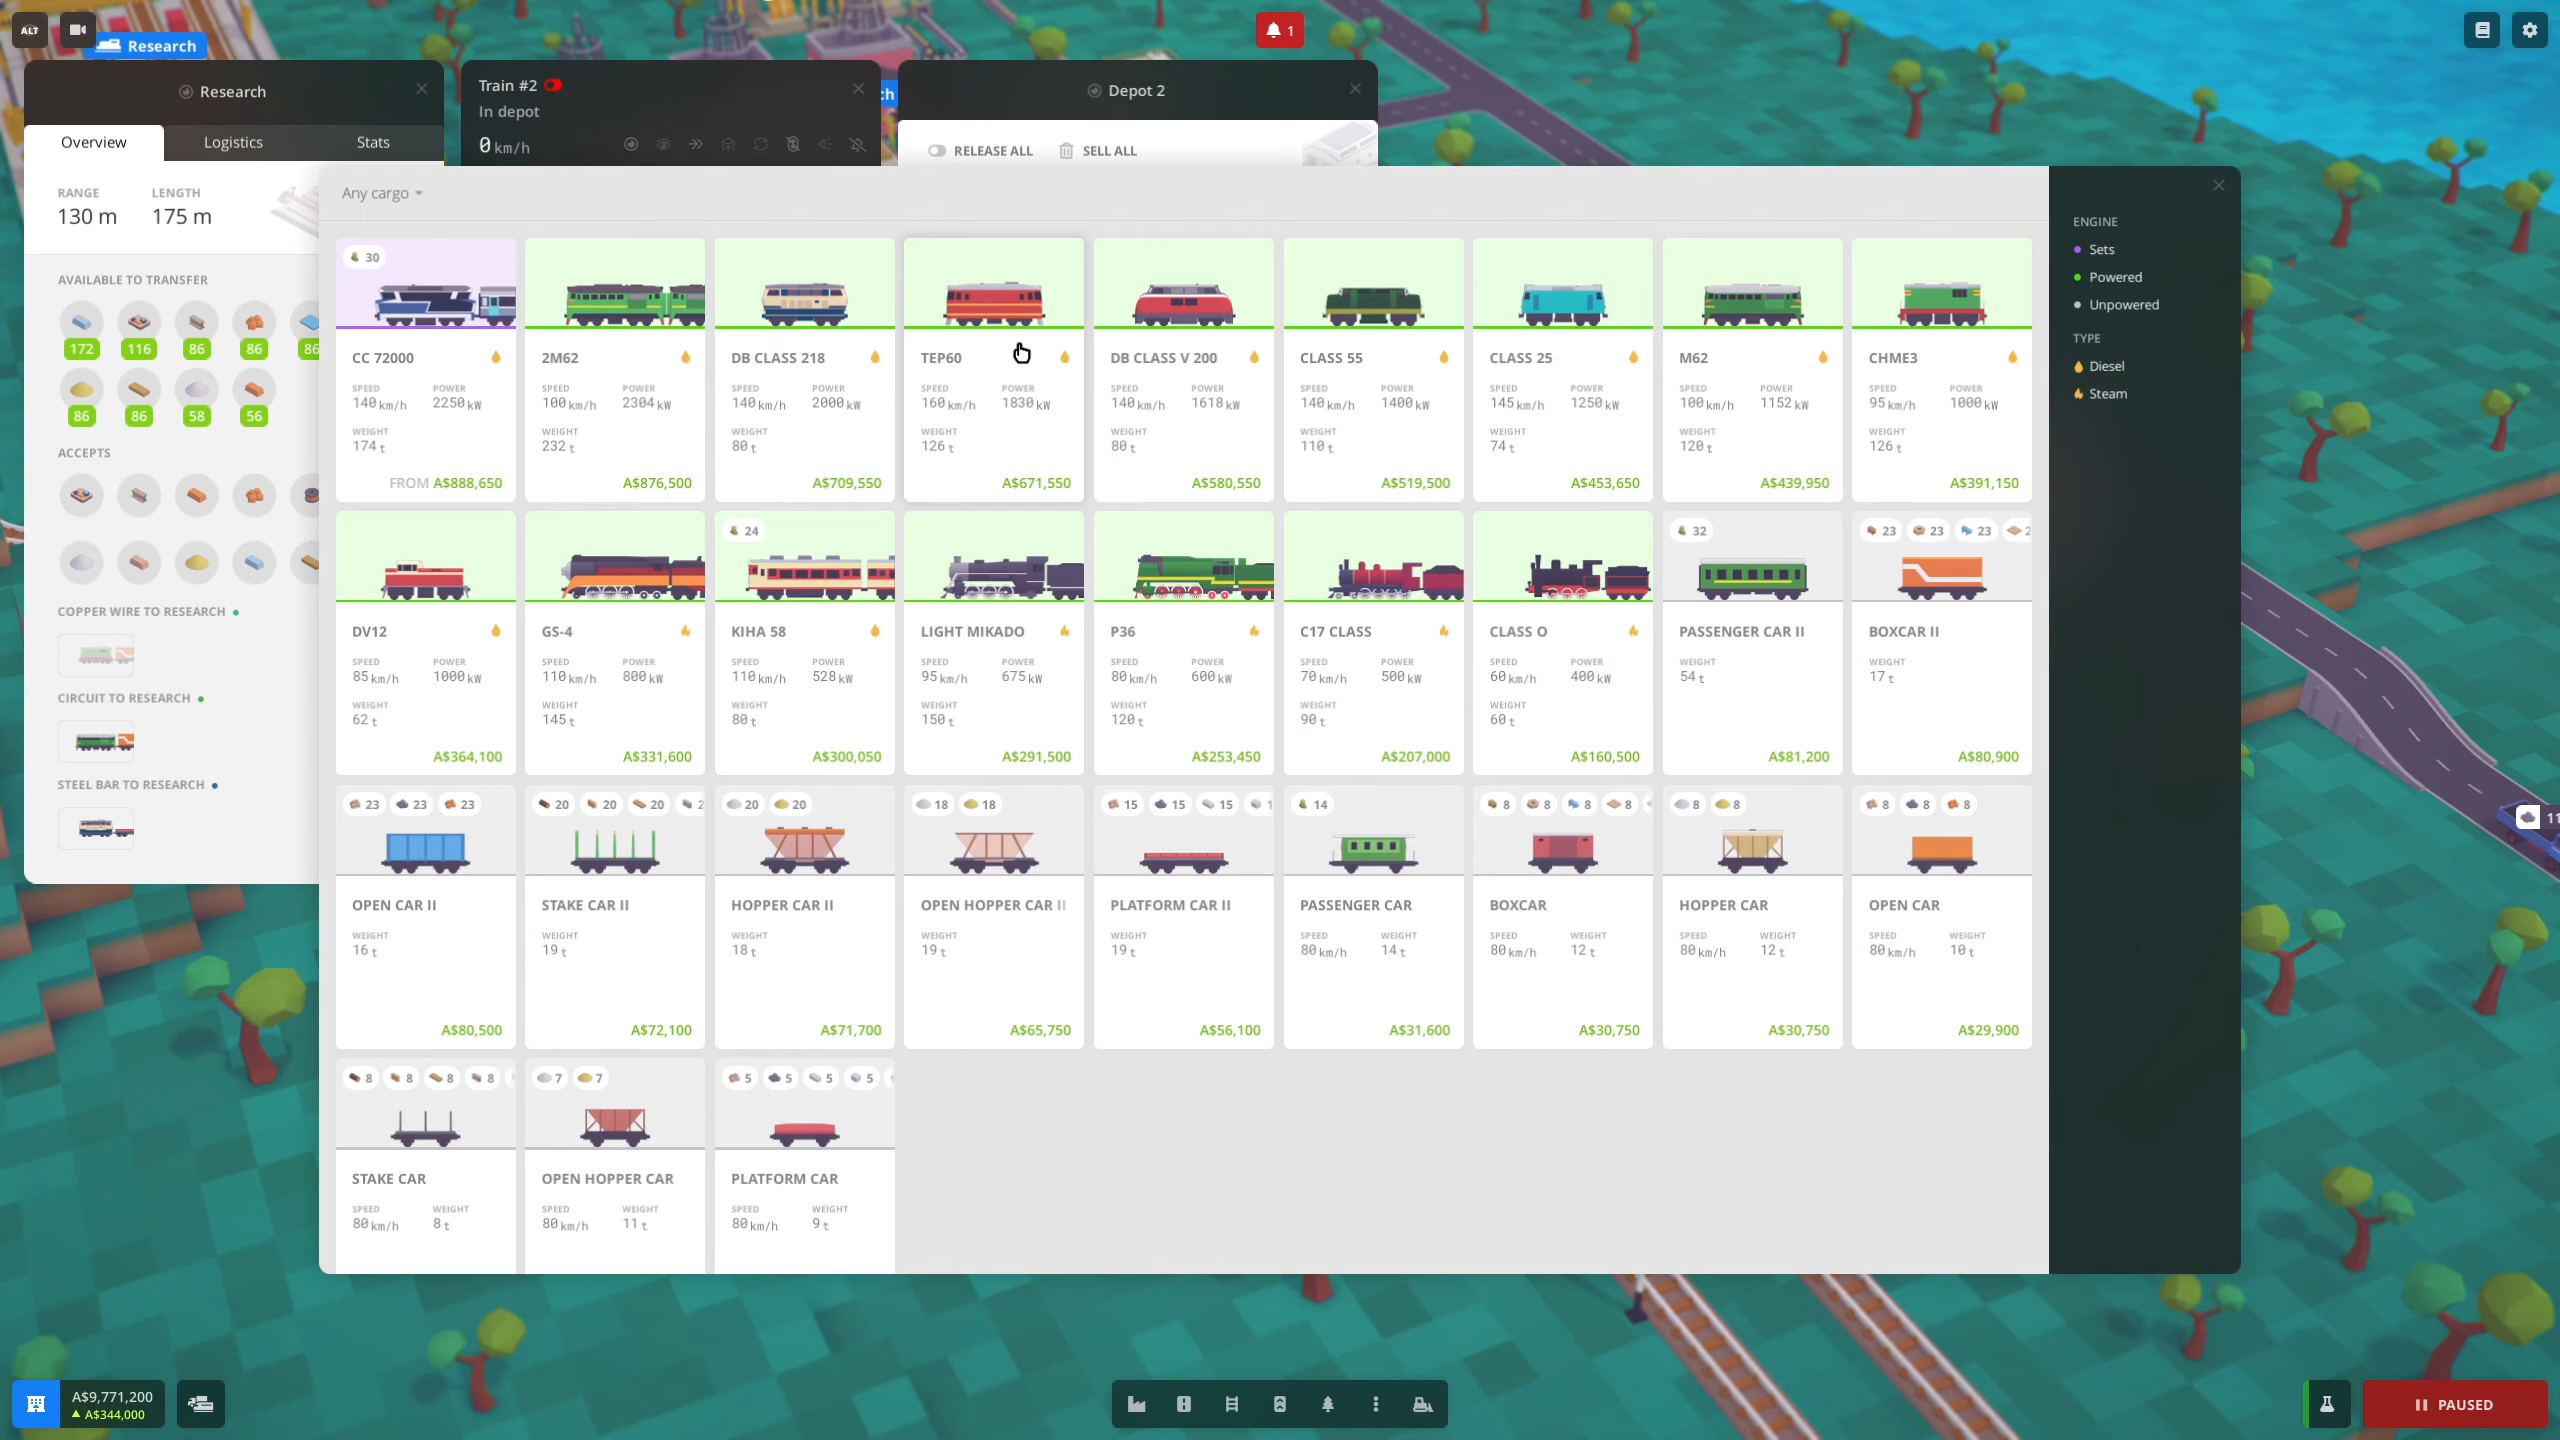 ALT
Research
1
Research
Overview
Logistics
Stats
RANGE
LENGTH
130 m
175 m
AVAILABLE TO TRANSFER
172
116
86
86
86
86
86
58
56
ACCEPTS
COPPER WIRE TO RESEARCH
CIRCUIT TO RESEARCH
STEEL BAR TO RESEARCH
Train #2
In depot
0 km/h
ch
Depot 2
RELEASE ALL
SELL ALL
Any cargo
30
CC 72000
SPEED
POWER
140 km/h
2250 kW
WEIGHT
174 t
FROM A$888,650
2M62
SPEED
POWER
100 km/h
2304 kW
WEIGHT
232 t
A$876,500
DB CLASS 218
SPEED
POWER
140 km/h
2000 kW
WEIGHT
80 t
A$709,550
TEP60
SPEED
POWER
160 km/h
1830 kW
WEIGHT
126 t
A$671,550
DB CLASS V 200
SPEED
POWER
140 km/h
1618 kW
WEIGHT
80 t
A$580,550
CLASS 55
SPEED
POWER
140 km/h
1400 kW
WEIGHT
110 t
A$519,500
CLASS 25
SPEED
POWER
145 km/h
1250 kW
WEIGHT
74 t
A$453,650
M62
SPEED
POWER
100 km/h
1152 kW
WEIGHT
120 t
A$439,950
CHME3
SPEED
POWER
95 km/h
1000 kW
WEIGHT
126 t
A$391,150
DV12
SPEED
POWER
85 km/h
1000 kW
WEIGHT
62 t
A$364,100
GS-4
SPEED
POWER
110 km/h
800 kW
WEIGHT
145 t
A$331,600
24
KIHA 58
SPEED
POWER
110 km/h
528 kW
WEIGHT
80 t
A$300,050
LIGHT MIKADO
SPEED
POWER
95 km/h
675 kW
WEIGHT
150 t
A$291,500
P36
SPEED
POWER
80 km/h
600 kW
WEIGHT
120 t
A$253,450
C17 CLASS
SPEED
POWER
70 km/h
500 kW
WEIGHT
90 t
A$207,000
CLASS O
SPEED
POWER
60 km/h
400 kW
WEIGHT
60 t
A$160,500
32
PASSENGER CAR II
WEIGHT
54 t
A$81,200
23 23 23 2
BOXCAR II
WEIGHT
17 t
A$80,900
23 23 23
OPEN CAR II
WEIGHT
16 t
A$80,500
20 20 20 2
STAKE CAR II
WEIGHT
19 t
A$72,100
20 20
HOPPER CAR II
WEIGHT
18 t
A$71,700
18 18
OPEN HOPPER CAR II
WEIGHT
19 t
A$65,750
15 15 15 1
PLATFORM CAR II
WEIGHT
19 t
A$56,100
14
PASSENGER CAR
SPEED
WEIGHT
80 km/h
14 t
A$31,600
8 8 8 8
BOXCAR
SPEED
WEIGHT
80 km/h
12 t
A$30,750
8 8
HOPPER CAR
SPEED
WEIGHT
80 km/h
12 t
A$30,750
8 8 8
OPEN CAR
SPEED
WEIGHT
80 km/h
10 t
A$29,900
8 8 8 8
STAKE CAR
SPEED
WEIGHT
80 km/h
8 t
7 7
OPEN HOPPER CAR
SPEED
WEIGHT
80 km/h
11 t
5 5 5 5
PLATFORM CAR
SPEED
WEIGHT
80 km/h
9 t
ENGINE
Sets
Powered
Unpowered
TYPE
Diesel
Steam
11
A$9,771,200
A$344,000
PAUSED